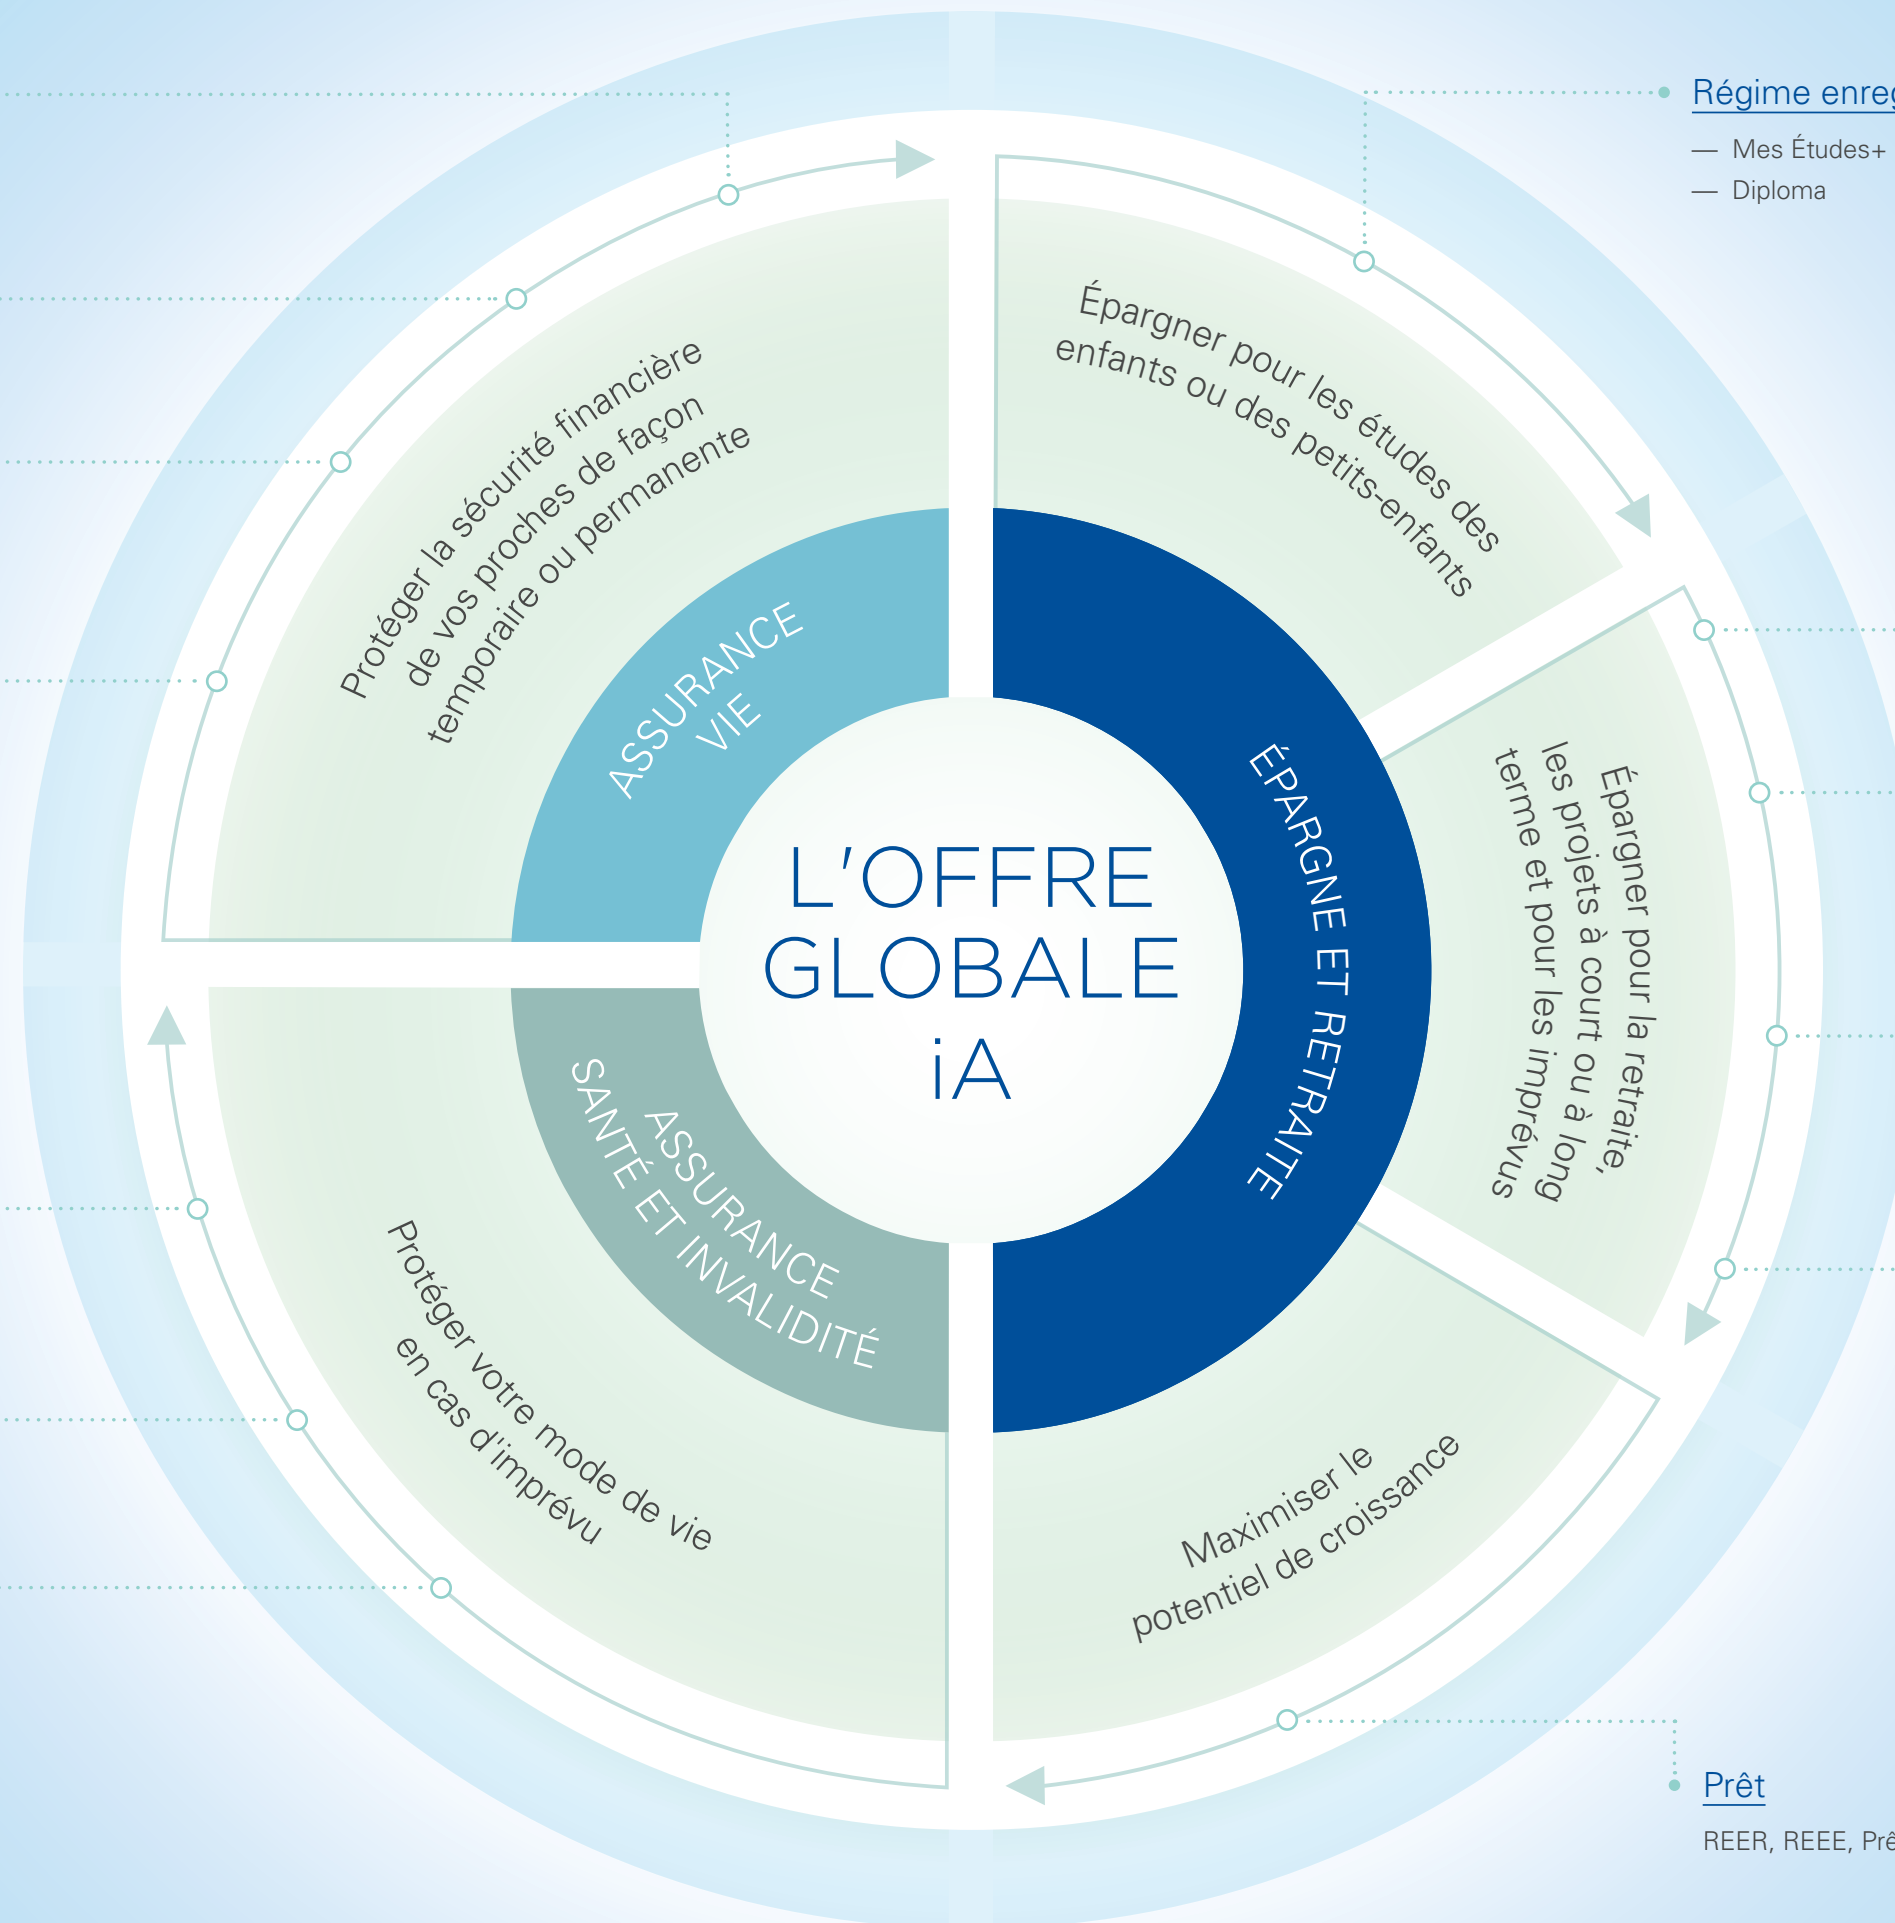 L'OFFRE
GLOBALE
iA
ASSURANCE
VIE
Protéger la sécurité financière
de vos proches de façon
temporaire ou permanente
ÉPARGNE ET RETRAITE
Épargner pour les études des
enfants ou des petits-enfants
Régime enreg
— Mes Études+
— Diploma
Épargner pour la retraite,
les projets à court ou à long
terme et pour les imprévus
Maximiser le
potentiel de croissance
Prêt
REER, REEE, Prê
ASSURANCE
SANTÉ ET INVALIDITÉ
Protéger votre mode de vie
en cas d'imprévu